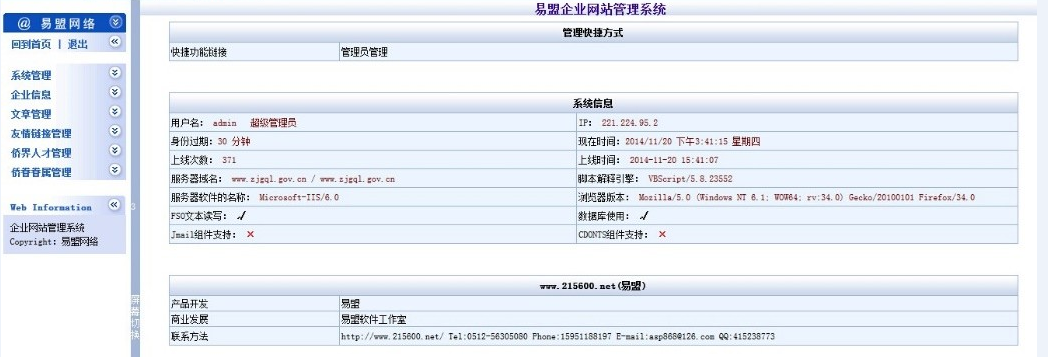 易盟企业网站管理系统
@ 易盟网络
回到首页 | 退出
系统管理
企业信息
文章管理
友情链接管理
侨界人才管理
侨眷眷属管理
Web Information
企业网站管理系统
Copyright: 易盟网络
管理快捷方式
快捷功能链接 管理员管理
系统信息
用户名: admin 超级管理员 IP: 221.224.95.2
身份过期: 30 分钟 现在时间: 2014/11/20 下午3:41:15 星期四
上线次数: 371 上线时间: 2014-11-20 15:41:07
服务器域名: www.zjgql.gov.cn / www.zjgql.gov.cn 脚本解释引擎: VBScript/5.8.23552
服务器软件的名称: Microsoft-IIS/6.0 浏览器版本: Mozilla/5.0 (Windows NT 6.1; WOW64; rv:34.0) Gecko/20100101 Firefox/34.0
FSO文本读写: ✓ 数据库使用: ✓
Jmail组件支持: × CDONTS组件支持: ×
www.215600.net(易盟)
产品开发 易盟
商业发展 易盟软件工作室
联系方法 http://www.215600.net/ Tel:0512-56305080 Phone:15951188197 E-mail:asp868@126.com QQ:415238773